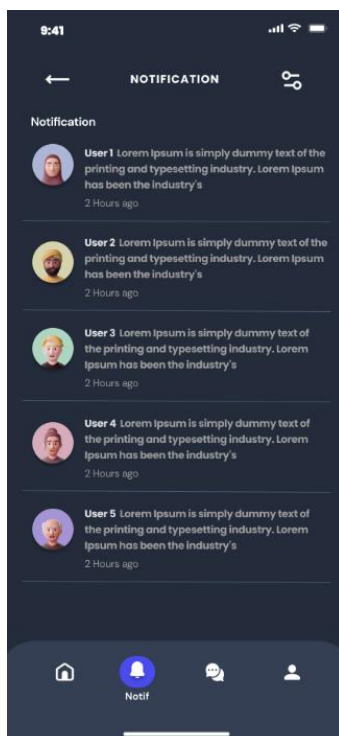 9:41
NOTIFICATION
Notification
User 1 Lorem Ipsum is simply dummy text of the
printing and typesetting industry. Lorem Ipsum
has been the industry's
2 Hours ago
User 2 Lorem Ipsum is simply dummy text of the
printing and typesetting industry. Lorem Ipsum
has been the industry's
2 Hours ago
User 3 Lorem Ipsum is simply dummy text of
the printing and typesetting industry. Lorem
Ipsum has been the industry's
2 Hours ago
User 4 Lorem Ipsum is simply dummy text of
the printing and typesetting industry. Lorem
Ipsum has been the industry's
2 Hours ago
User 5 Lorem Ipsum is simply dummy text of
the printing and typesetting industry. Lorem
Ipsum has been the industry's
2 Hours ago
Notif